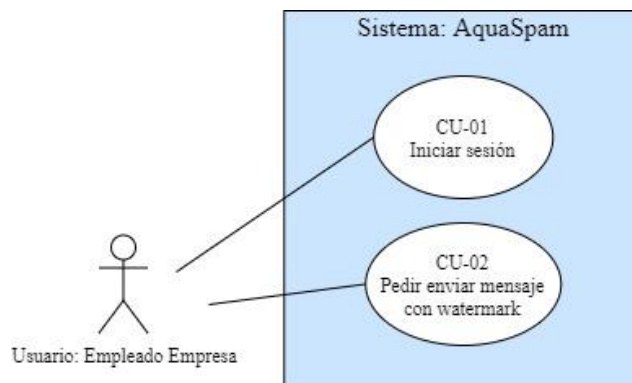 Sistema: AquaSpam
CU-01
Iniciar sesión
CU-02
Pedir enviar mensaje
con watermark
Usuario: Empleado Empresa